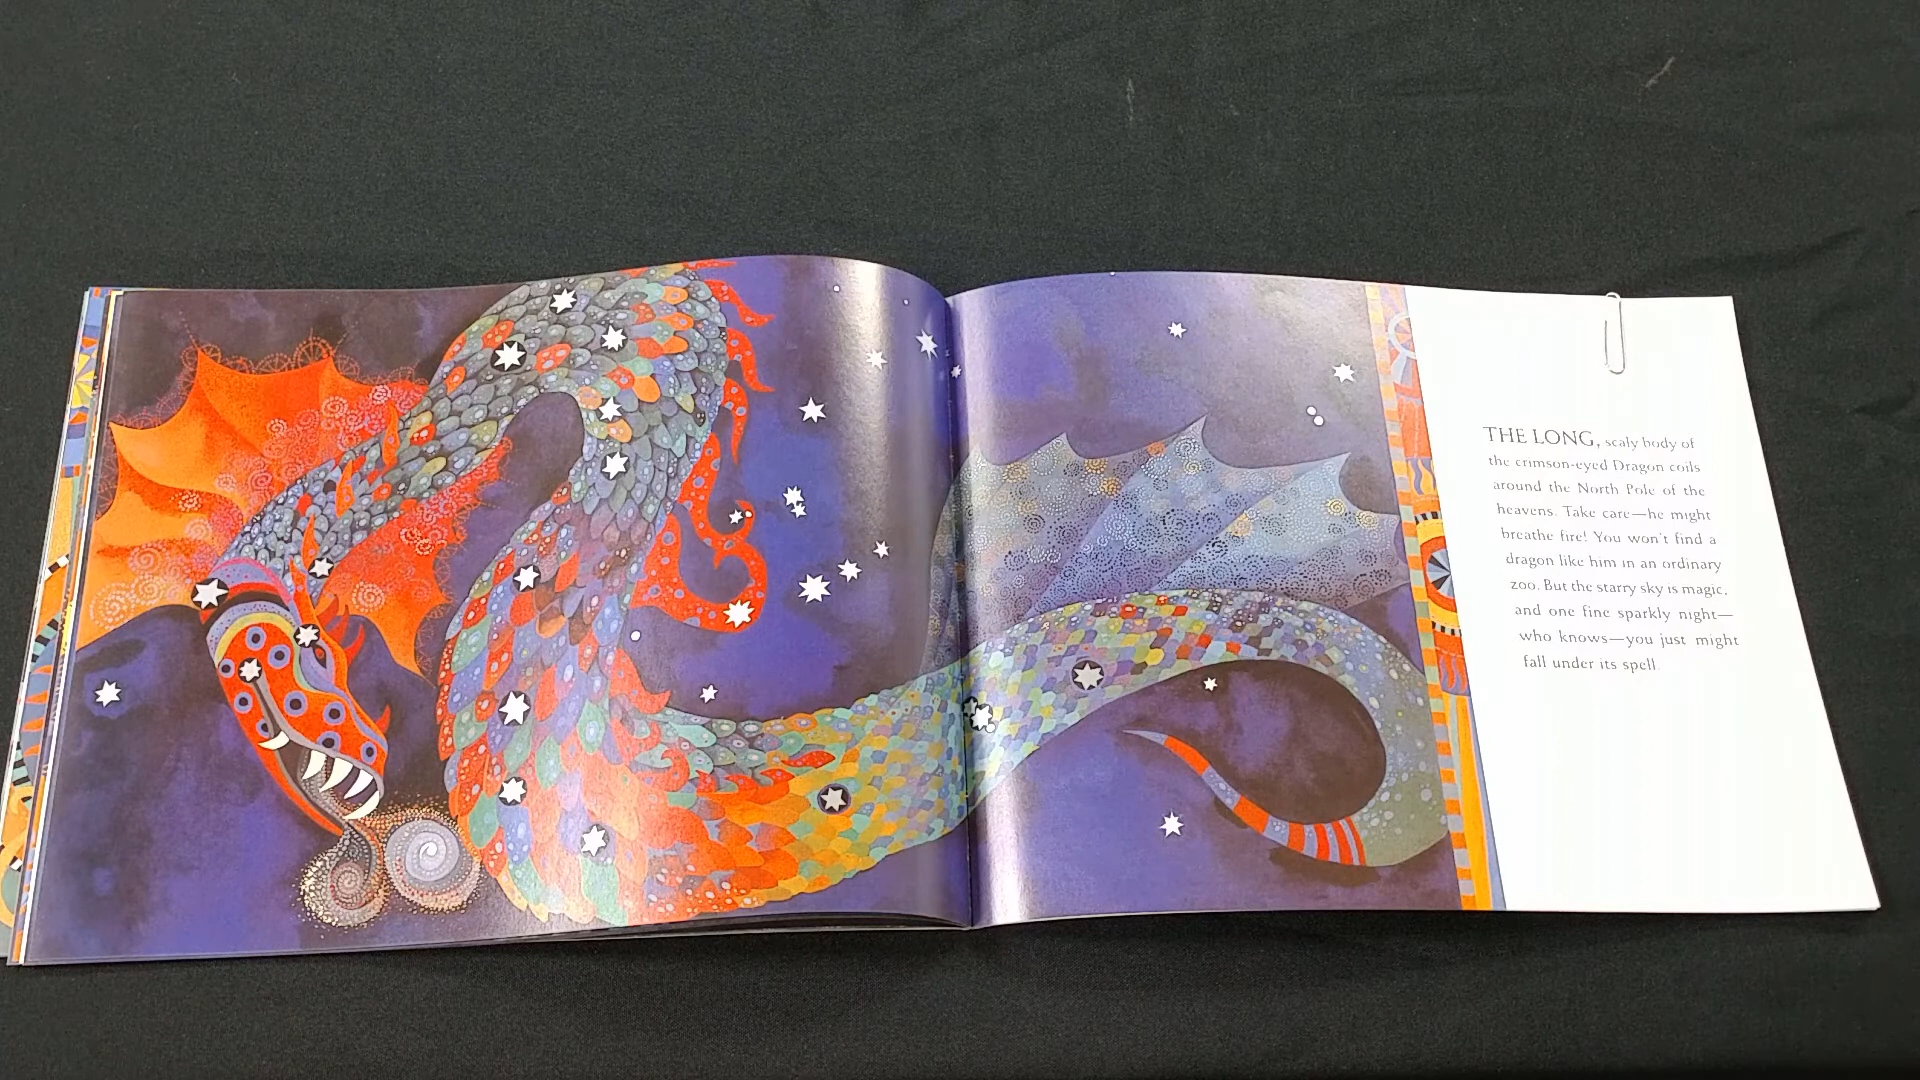 THE LONG, scaly body of
the crimson-eyed Dragon coils
around the North Pole of the
heavens. Take care—he might
breathe fire! You won't find a
dragon like him in an ordinary
zoo. But the starry sky is magic,
and one fine sparkly night—
who knows—you just might
fall under its spell.